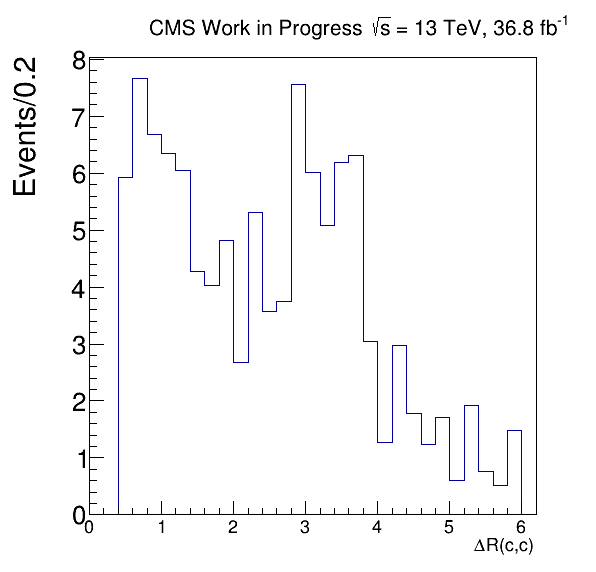 CMS Work in Progress √s = 13 TeV, 36.8 fb⁻¹
Events/0.2
8
7
6
5
4
3
2
1
0
0 1 2 3 4 5 6
ΔR(c,c)